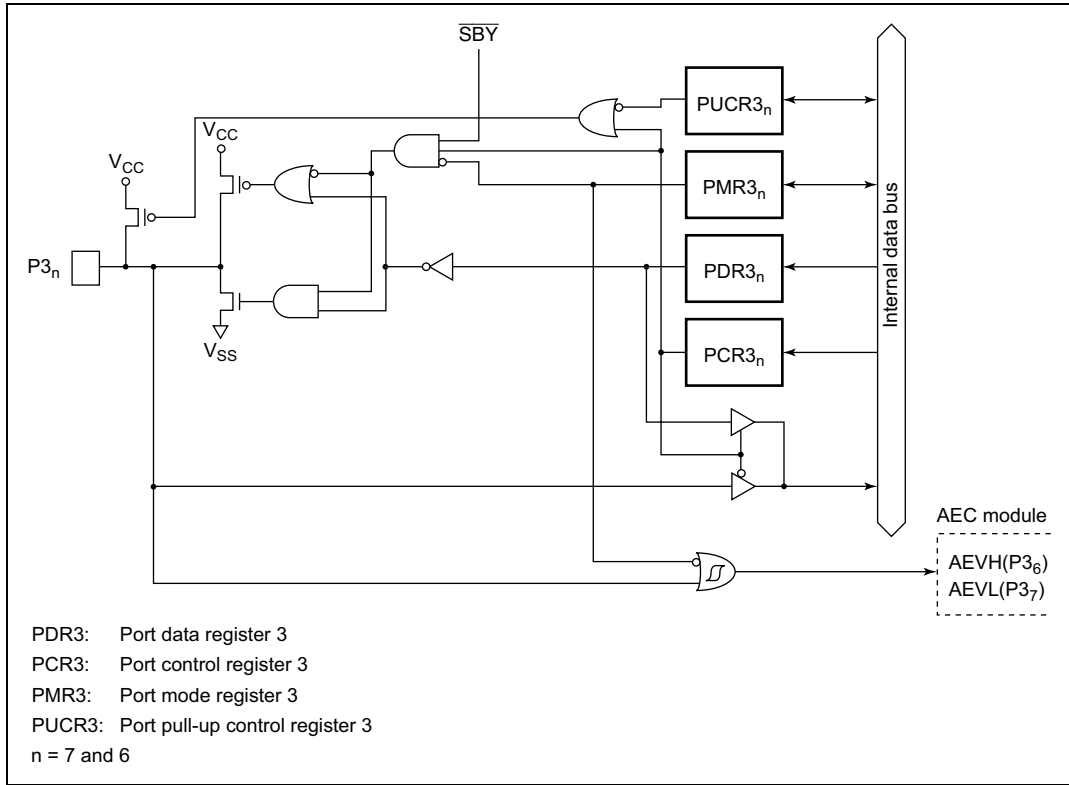 SBY
PUCR3n
VCC
VCC
PMR3n
P3n
PDR3n
Internal data bus
VSS
PCR3n
AEC module
AEVH(P36)
AEVL(P37)
PDR3: Port data register 3
PCR3: Port control register 3
PMR3: Port mode register 3
PUCR3: Port pull-up control register 3
n = 7 and 6